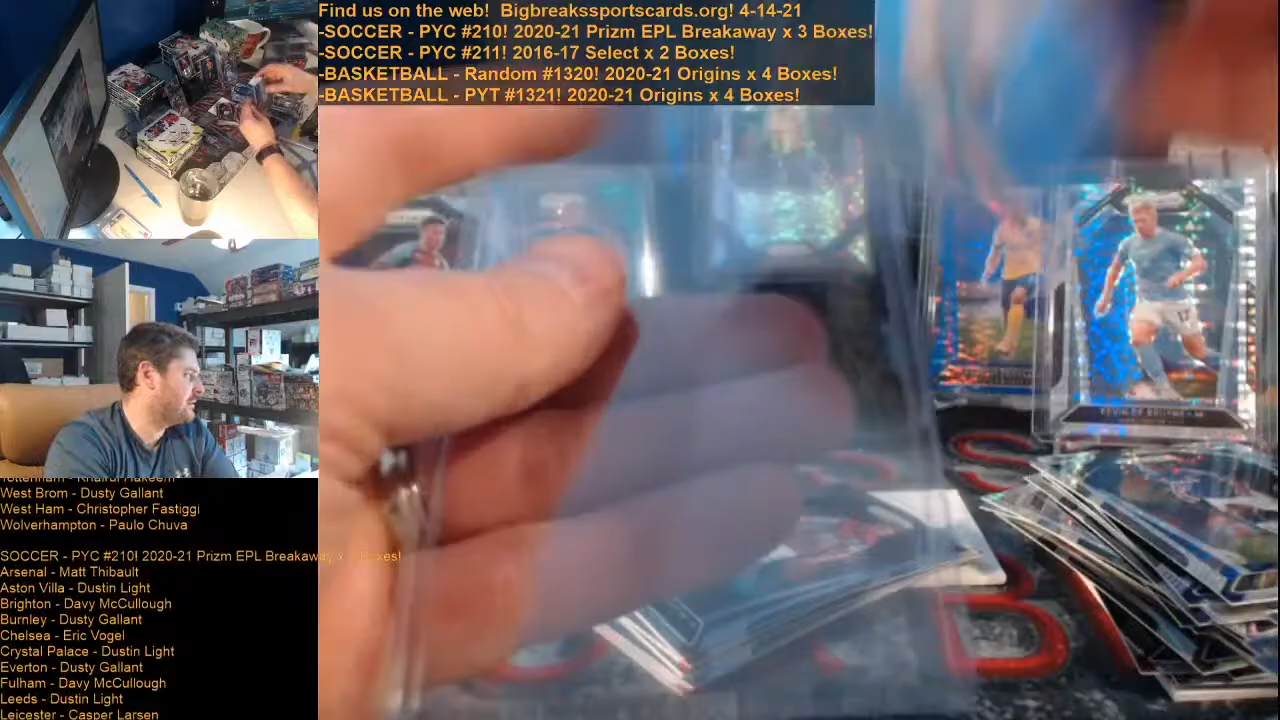 Find us on the web!  Bigbreakssportscards.org! 4-14-21
-SOCCER - PYC #210! 2020-21 Prizm EPL Breakaway x 3 Boxes!
-SOCCER - PYC #211! 2016-17 Select x 2 Boxes!
-BASKETBALL - Random #1320! 2020-21 Origins x 4 Boxes!
-BASKETBALL - PYT #1321! 2020-21 Origins x 4 Boxes!
Tottenham - Khairul Hakeem
West Brom - Dusty Gallant
West Ham - Christopher Fastiggi
Wolverhampton - Paulo Chuva
SOCCER - PYC #210! 2020-21 Prizm EPL Breakaway x 3 Boxes!
Arsenal - Matt Thibault
Aston Villa - Dustin Light
Brighton - Davy McCullough
Burnley - Dusty Gallant
Chelsea - Eric Vogel
Crystal Palace - Dustin Light
Everton - Dusty Gallant
Fulham - Davy McCullough
Leeds - Dustin Light
Leicester - Casper Larsen